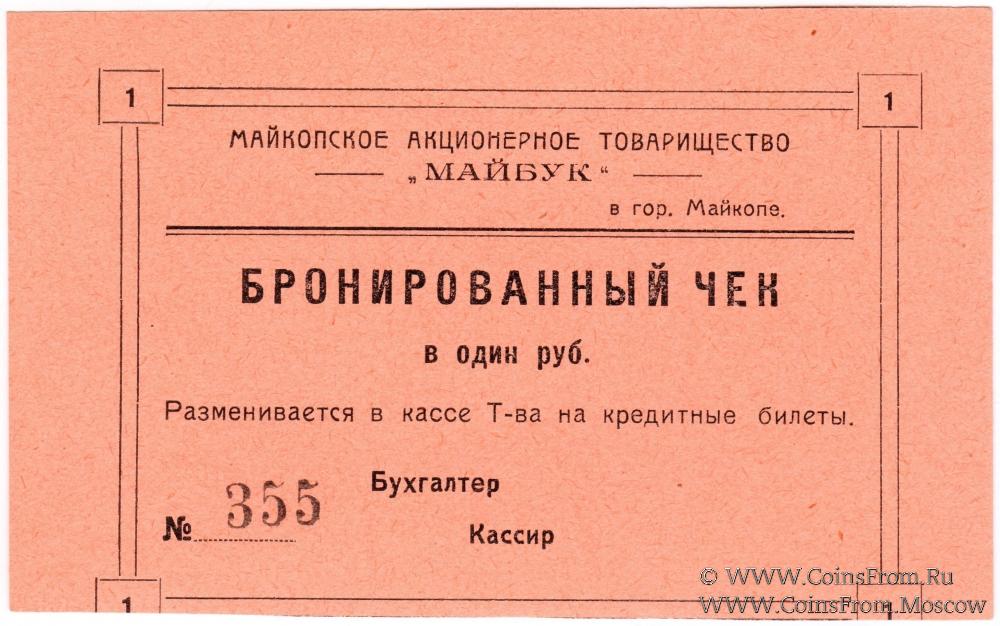 1 1
МАЙКОПСКОЕ АКЦИОНЕРНОЕ ТОВАРИЩЕСТВО
„МАЙБУК“
в гор. Майкопе.
БРОНИРОВАННЫЙ ЧЕК
в один руб.
Разменивается в кассе Т-ва на кредитные билеты.
Бухгалтер
№ 355
Кассир
1 1
© WWW.CoinsFrom.Ru
WWW.CoinsFrom.Moscow